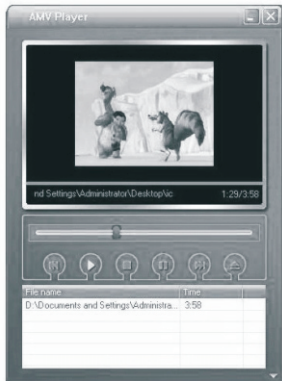 AMV Player
nd Settings\Administrator\Desktop\ic 1:29/3:58
File name Time
D:\Documents and Settings\Administra... 3:58